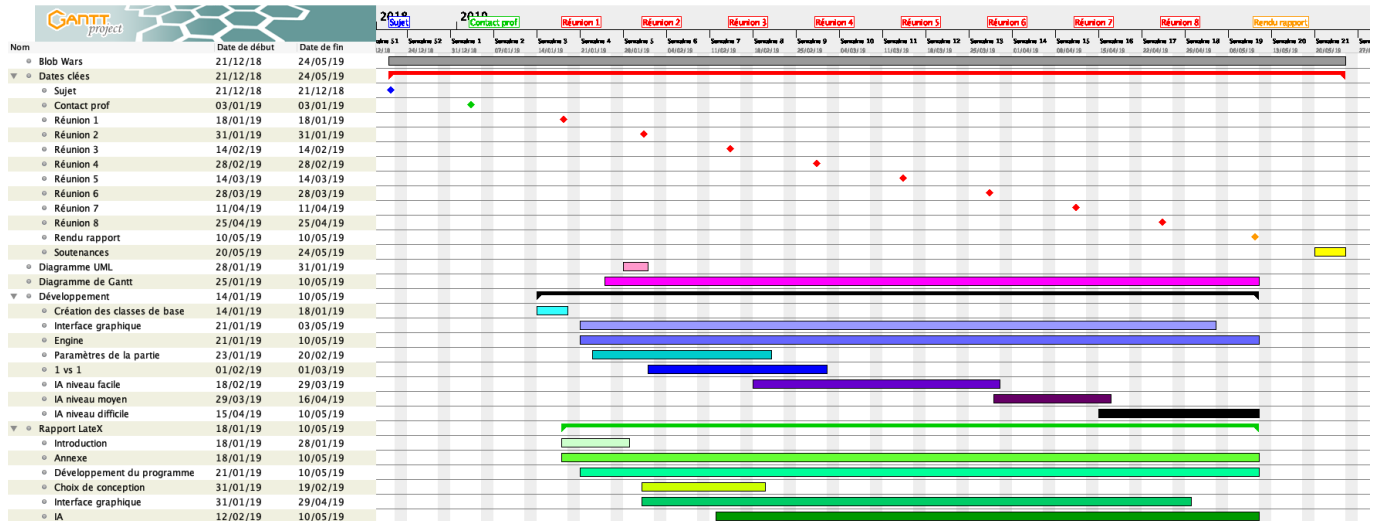 GANTT
project
2018
2019
Sujet
Contact prof
Réunion 1
Réunion 2
Réunion 3
Réunion 4
Réunion 5
Réunion 6
Réunion 7
Réunion 8
Rendu rapport
Semaine 52 Semaine 1 Semaine 2 Semaine 3 Semaine 4 Semaine 5 Semaine 6 Semaine 7 Semaine 8 Semaine 9 Semaine 10 Semaine 11 Semaine 12 Semaine 13 Semaine 14 Semaine 15 Semaine 16 Semaine 17 Semaine 18 Semaine 19 Semaine 20 Semaine 21
Nom Date de début Date de fin
Blob Wars 21/12/18 24/05/19
Dates clées 21/12/18 24/05/19
Sujet 21/12/18 21/12/18
Contact prof 03/01/19 03/01/19
Réunion 1 18/01/19 18/01/19
Réunion 2 31/01/19 31/01/19
Réunion 3 14/02/19 14/02/19
Réunion 4 28/02/19 28/02/19
Réunion 5 14/03/19 14/03/19
Réunion 6 28/03/19 28/03/19
Réunion 7 11/04/19 11/04/19
Réunion 8 25/04/19 25/04/19
Rendu rapport 10/05/19 10/05/19
Soutenances 20/05/19 24/05/19
Diagramme UML 28/01/19 31/01/19
Diagramme de Gantt 25/01/19 10/05/19
Développement 14/01/19 10/05/19
Création des classes de base 14/01/19 18/01/19
Interface graphique 21/01/19 03/05/19
Engine 21/01/19 10/05/19
Paramètres de la partie 23/01/19 20/02/19
1 vs 1 01/02/19 01/03/19
IA niveau facile 18/02/19 29/03/19
IA niveau moyen 29/03/19 16/04/19
IA niveau difficile 15/04/19 10/05/19
Rapport LateX 18/01/19 10/05/19
Introduction 18/01/19 28/01/19
Annexe 18/01/19 10/05/19
Développement du programme 21/01/19 10/05/19
Choix de conception 31/01/19 19/02/19
Interface graphique 31/01/19 29/04/19
IA 12/02/19 10/05/19